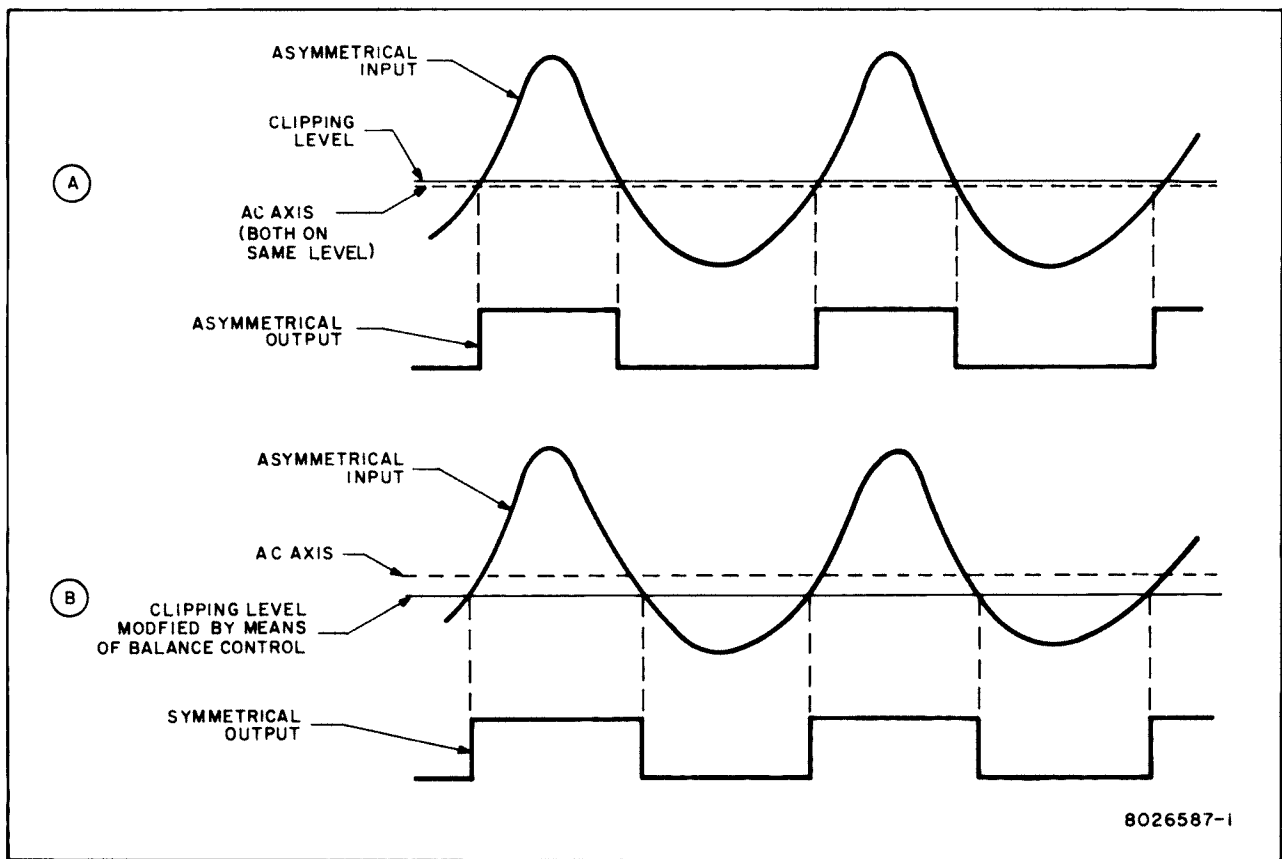 ASYMMETRICAL
INPUT
CLIPPING
LEVEL
A
AC AXIS
(BOTH ON
SAME LEVEL)
ASYMMETRICAL
OUTPUT
ASYMMETRICAL
INPUT
AC AXIS
B
CLIPPING LEVEL
MODFIED BY MEANS
OF BALANCE CONTROL
SYMMETRICAL
OUTPUT
8026587-1